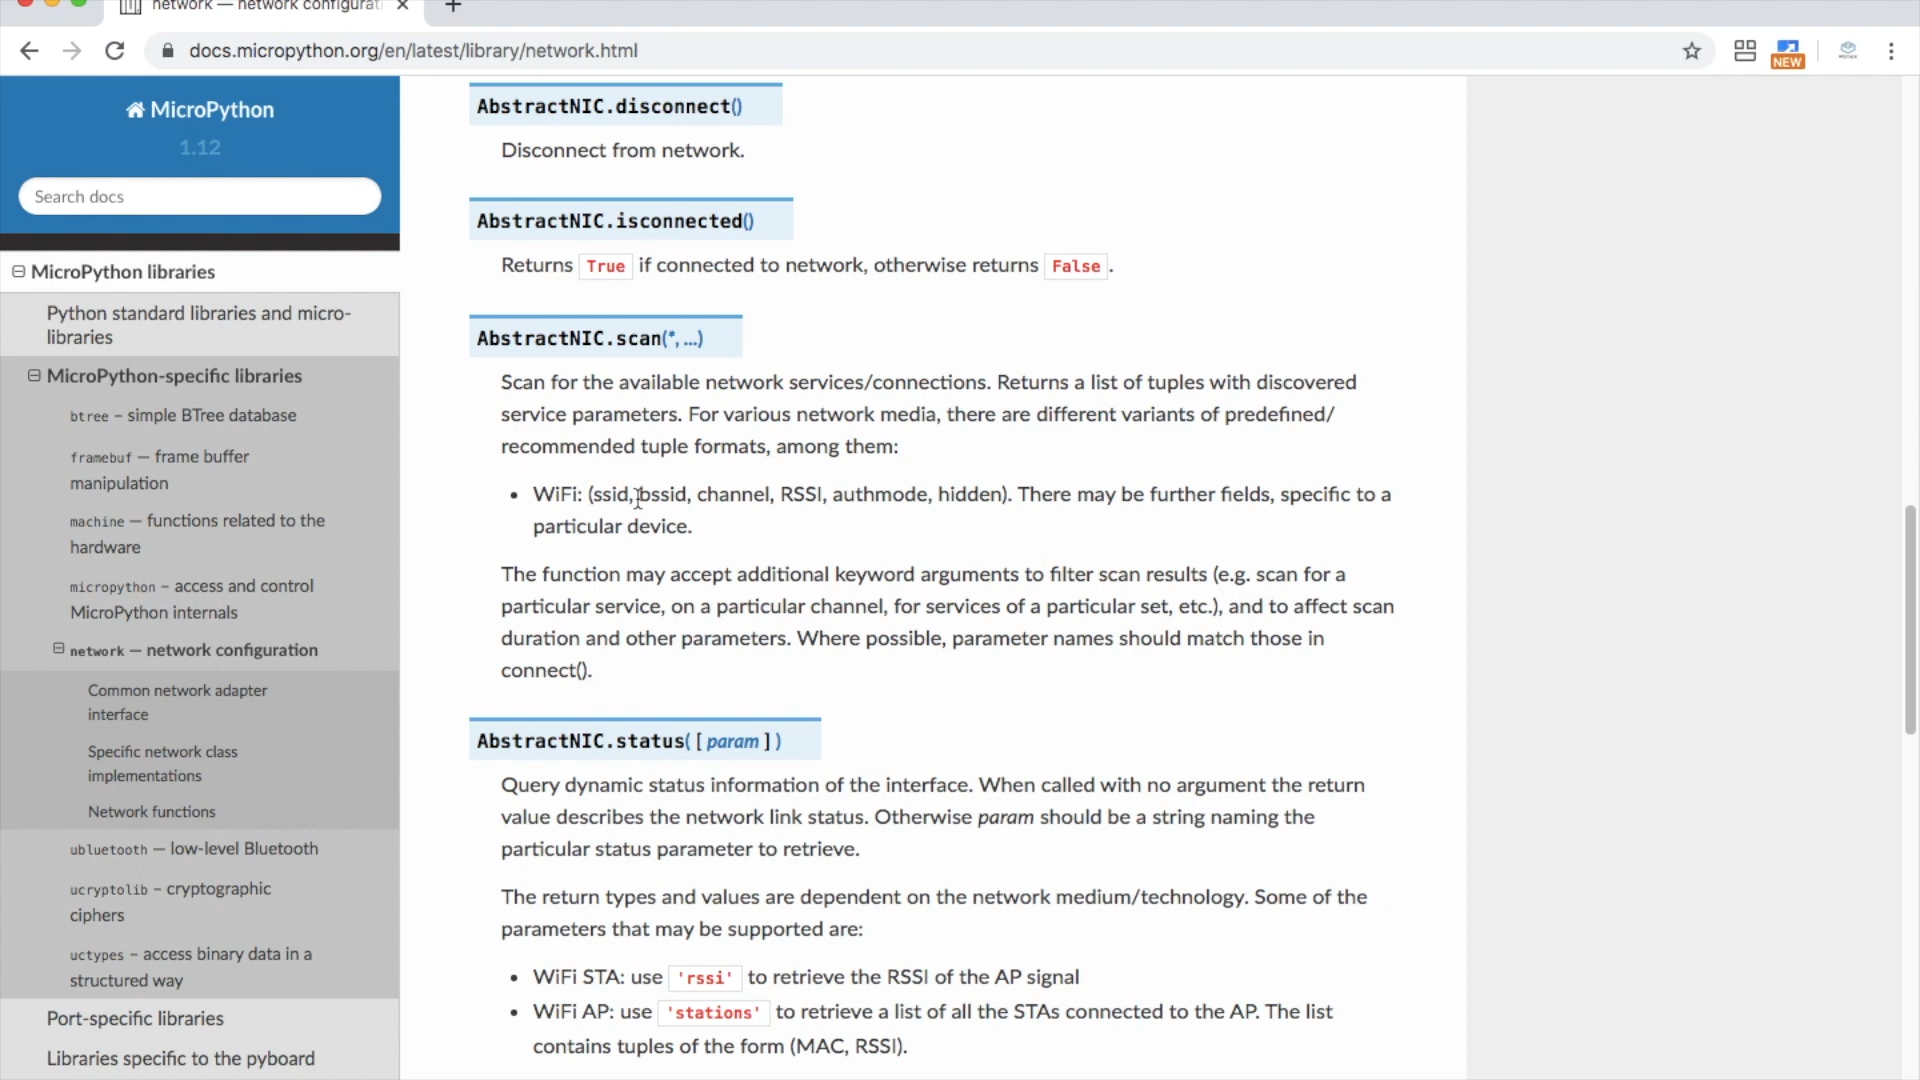 network — network configurati
docs.micropython.org/en/latest/library/network.html
NEW
MicroPython
1.12
Search docs
MicroPython libraries
Python standard libraries and micro-
libraries
MicroPython-specific libraries
btree – simple BTree database
framebuf — frame buffer
manipulation
machine — functions related to the
hardware
micropython – access and control
MicroPython internals
network — network configuration
Common network adapter
interface
Specific network class
implementations
Network functions
ubluetooth — low-level Bluetooth
ucryptolib – cryptographic
ciphers
uctypes – access binary data in a
structured way
Port-specific libraries
Libraries specific to the pyboard
AbstractNIC.disconnect()
Disconnect from network.
AbstractNIC.isconnected()
Returns True if connected to network, otherwise returns False.
AbstractNIC.scan(*, ...)
Scan for the available network services/connections. Returns a list of tuples with discovered
service parameters. For various network media, there are different variants of predefined/
recommended tuple formats, among them:
• WiFi: (ssid, bssid, channel, RSSI, authmode, hidden). There may be further fields, specific to a
particular device.
The function may accept additional keyword arguments to filter scan results (e.g. scan for a
particular service, on a particular channel, for services of a particular set, etc.), and to affect scan
duration and other parameters. Where possible, parameter names should match those in
connect().
AbstractNIC.status([param])
Query dynamic status information of the interface. When called with no argument the return
value describes the network link status. Otherwise param should be a string naming the
particular status parameter to retrieve.
The return types and values are dependent on the network medium/technology. Some of the
parameters that may be supported are:
• WiFi STA: use 'rssi' to retrieve the RSSI of the AP signal
• WiFi AP: use 'stations' to retrieve a list of all the STAs connected to the AP. The list
contains tuples of the form (MAC, RSSI).